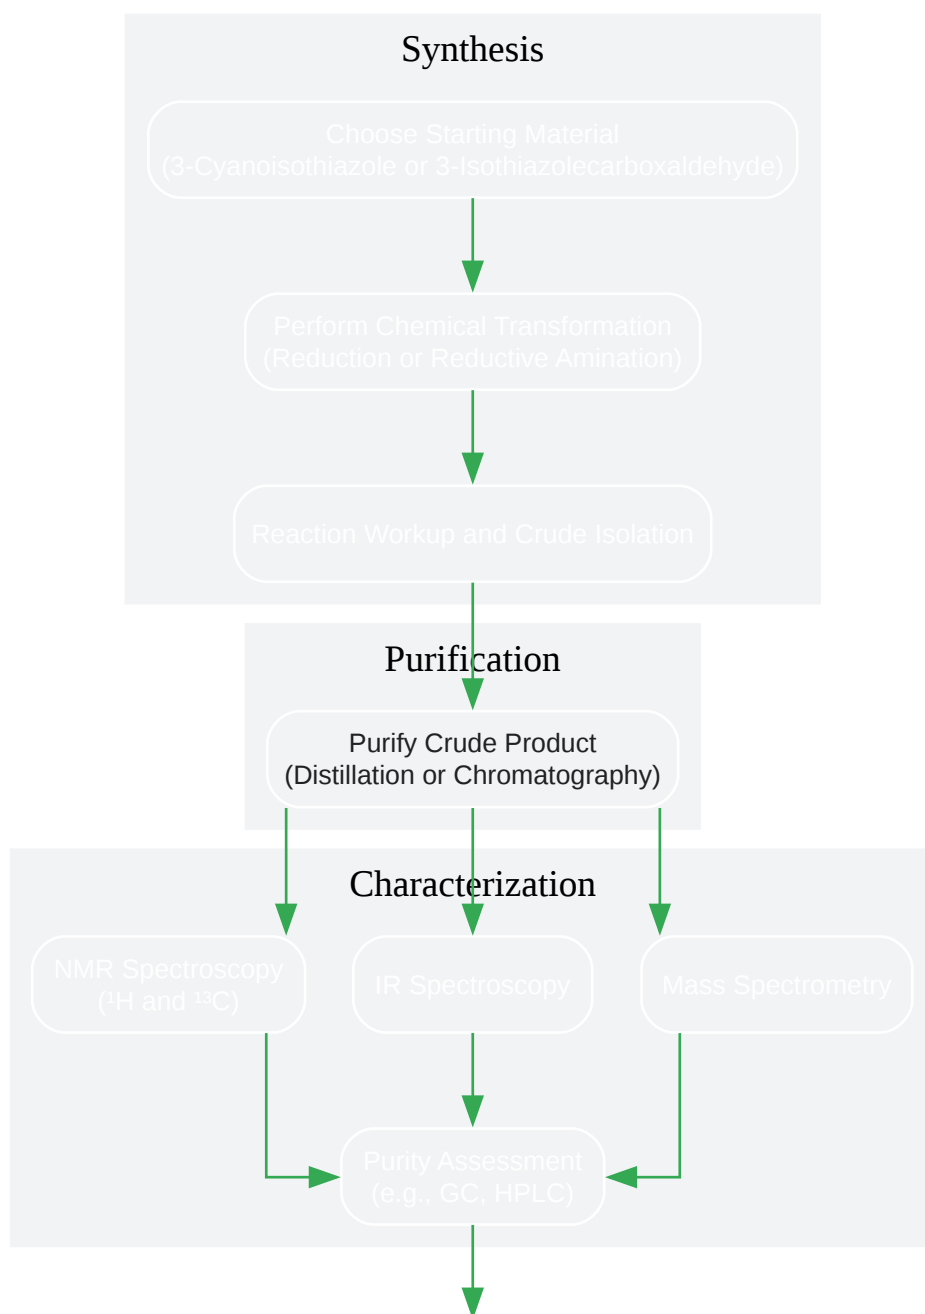 Synthesis
Choose Starting Material
(3-Cyanoisothiazole or 3-Isothiazolecarboxaldehyde)
Perform Chemical Transformation
(Reduction or Reductive Amination)
Reaction Workup and Crude Isolation
Purification
Purify Crude Product
(Distillation or Chromatography)
Characterization
NMR Spectroscopy
(¹H and ¹³C)
IR Spectroscopy
Mass Spectrometry
Purity Assessment
(e.g., GC, HPLC)